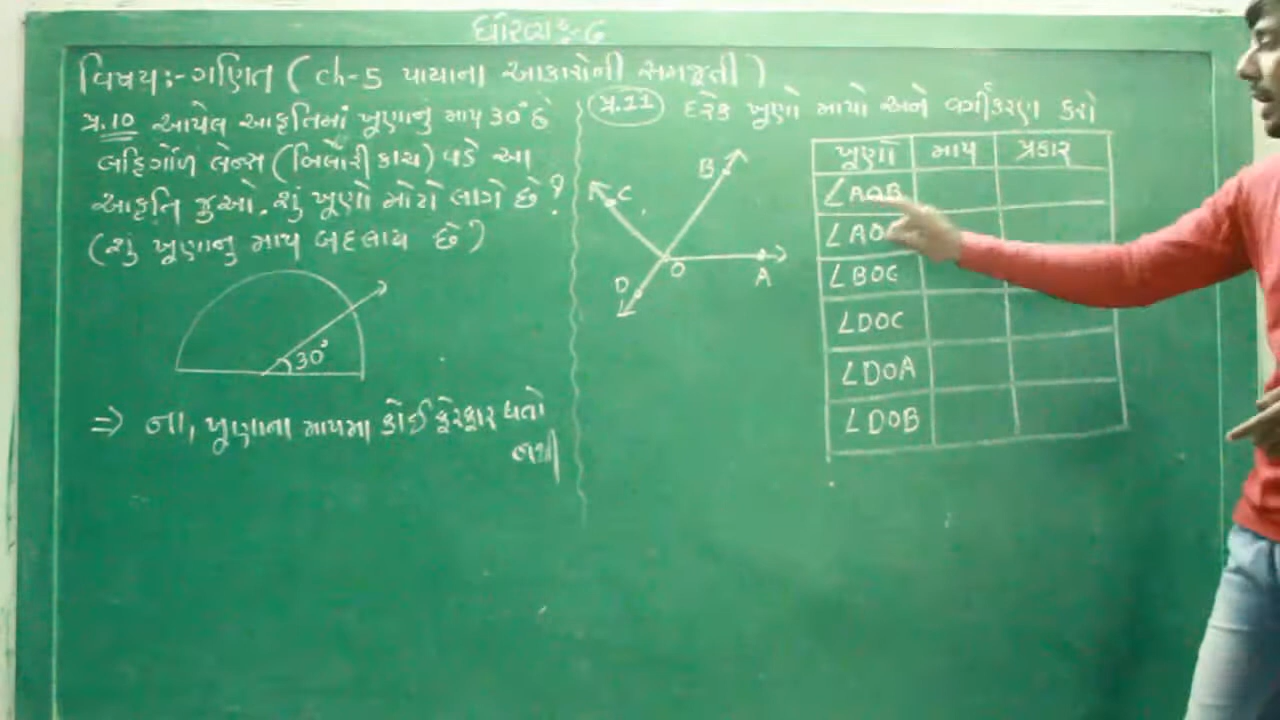 ધોરણ:-6
વિષય:- ગણિત ( ch-5 પાયાના આકારોની સમજૂતી )
પ્ર.10 આપેલ આકૃતિમાં ખૂણાનું માપ 30° છે
બહિર્ગોળ લેન્સ (બિલોરી કાચ) વડે આ
આકૃતિ જુઓ. શું ખૂણો મોટો લાગે છે ?
(શું ખૂણાનુ માપ બદલાય છે ?)
30°
⇒ ના, ખૂણાના માપમા કોઈ ફેરફાર થતો
નથી
પ્ર.11 દરેક ખૂણો માપો અને વર્ગીકરણ કરો
B
C
O
A
D
ખૂણો માપ પ્રકાર
∠AOB
∠AOC
∠BOC
∠DOC
∠DOA
∠DOB